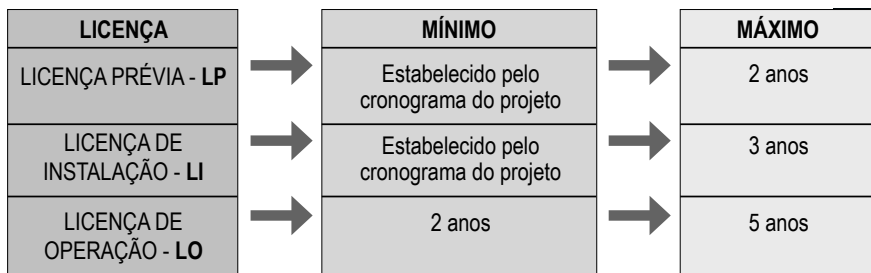 LICENÇA
MÍNIMO
MÁXIMO
LICENÇA PRÉVIA - LP
Estabelecido pelo
cronograma do projeto
2 anos
LICENÇA DE
INSTALAÇÃO - LI
Estabelecido pelo
cronograma do projeto
3 anos
LICENÇA DE
OPERAÇÃO - LO
2 anos
5 anos